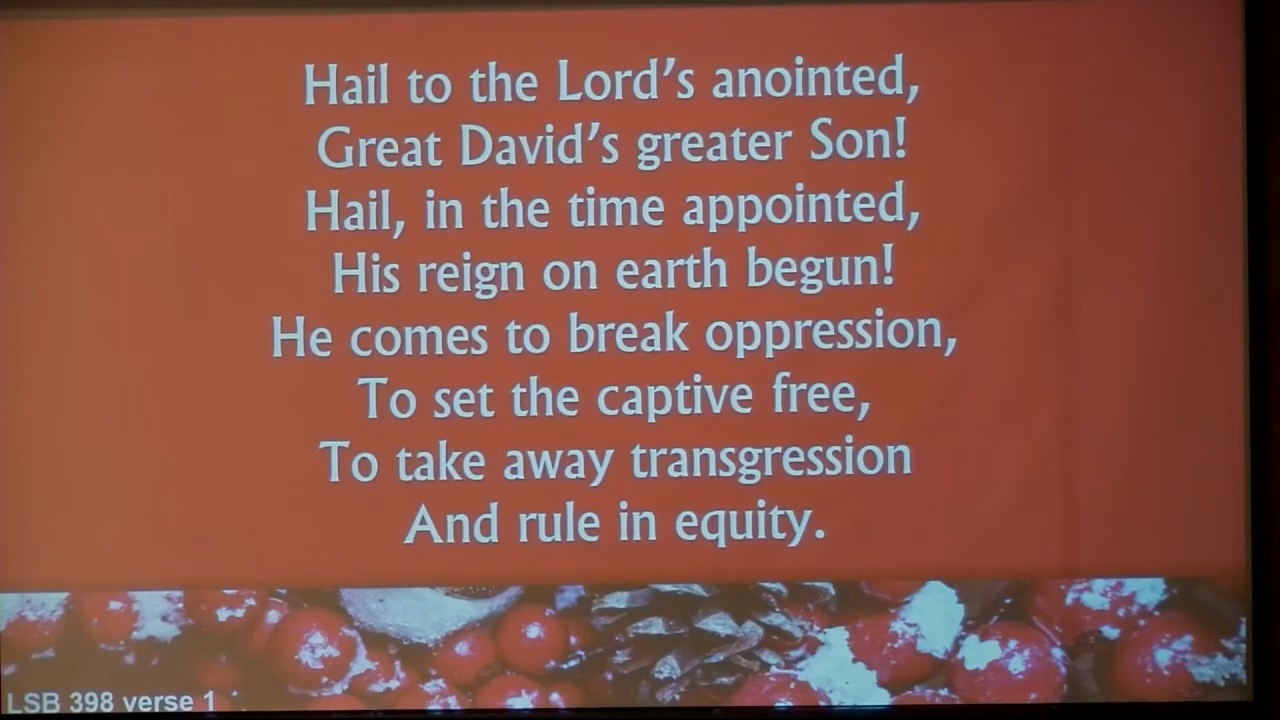 Hail to the Lord's anointed,
Great David's greater Son!
Hail, in the time appointed,
His reign on earth begun!
He comes to break oppression,
To set the captive free,
To take away transgression
And rule in equity.
LSB 398 verse 1